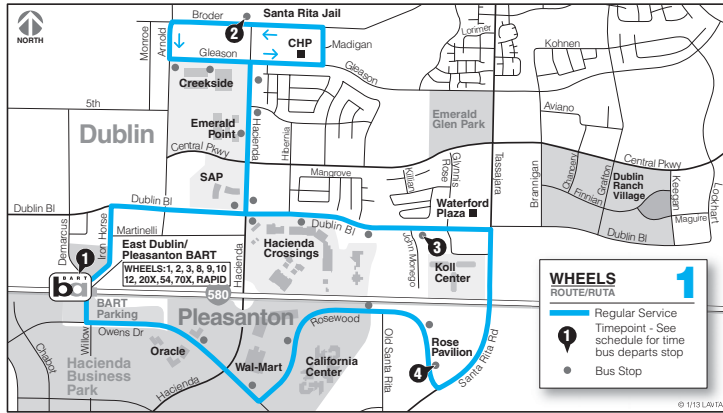 NORTH
Monroe
Arnold
Broder
Santa Rita Jail
2
CHP
Madigan
Gleason
Lorimer
Kohnen
Gleason
Creekside
5th
Dublin
Emerald
Point
Hacienda
Hibernia
Central Pkwy
Emerald
Glen Park
Aviano
Central Pkwy
SAP
Mangrove
Killian
Glynnis
Rose
Tassajara
Brannigan
Chancery
Finnian
Grafton
Dublin
Ranch
Village
Keegan
Lockhart
Maguire
Dublin Bl
Dublin Bl
Dublin Bl
Dublin Bl
Waterford
Plaza
Demarcus
Iron Horse
Martinelli
1
East Dublin/
Pleasanton BART
WHEELS:1, 2, 3, 8, 9, 10
12, 20X, 54, 70X, RAPID
Hacienda
Hacienda
Crossings
John Monego
3
Koll
Center
BART
ba
580
BART
Parking
Pleasanton
Rosewood
Owens Dr
Willow
Chabot
Oracle
Hacienda
Business
Park
Hacienda
Wal-Mart
California
Center
Old Santa Rita
Rose
Pavilion
4
Santa Rita Rd
WHEELS
ROUTE/RUTA
1
Regular Service
1
Timepoint - See
schedule for time
bus departs stop
Bus Stop
© 1/13 LAVTA